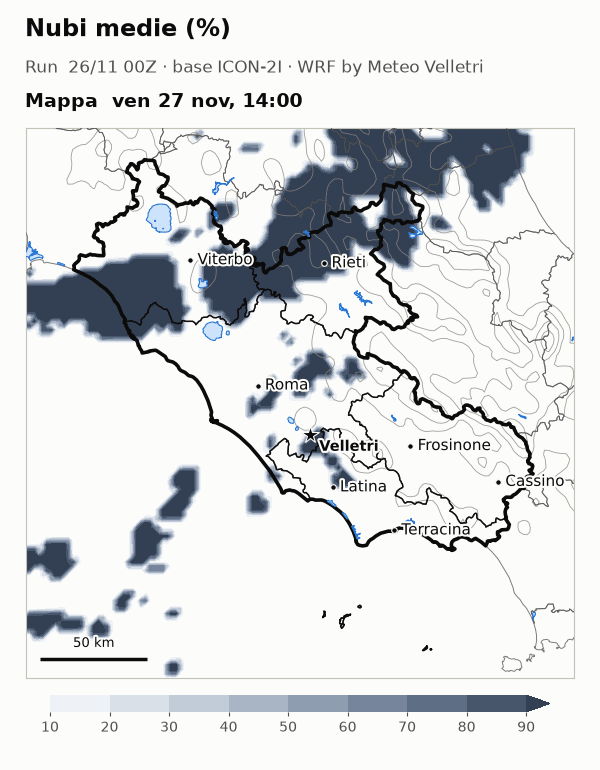 Nubi medie (%)
Run 26/11 00Z · base ICON-2I · WRF by Meteo Velletri
Mappa ven 27 nov, 14:00
Viterbo
Rieti
Roma
Velletri
Frosinone
Latina
Cassino
Terracina
50 km
10 20 30 40 50 60 70 80 90